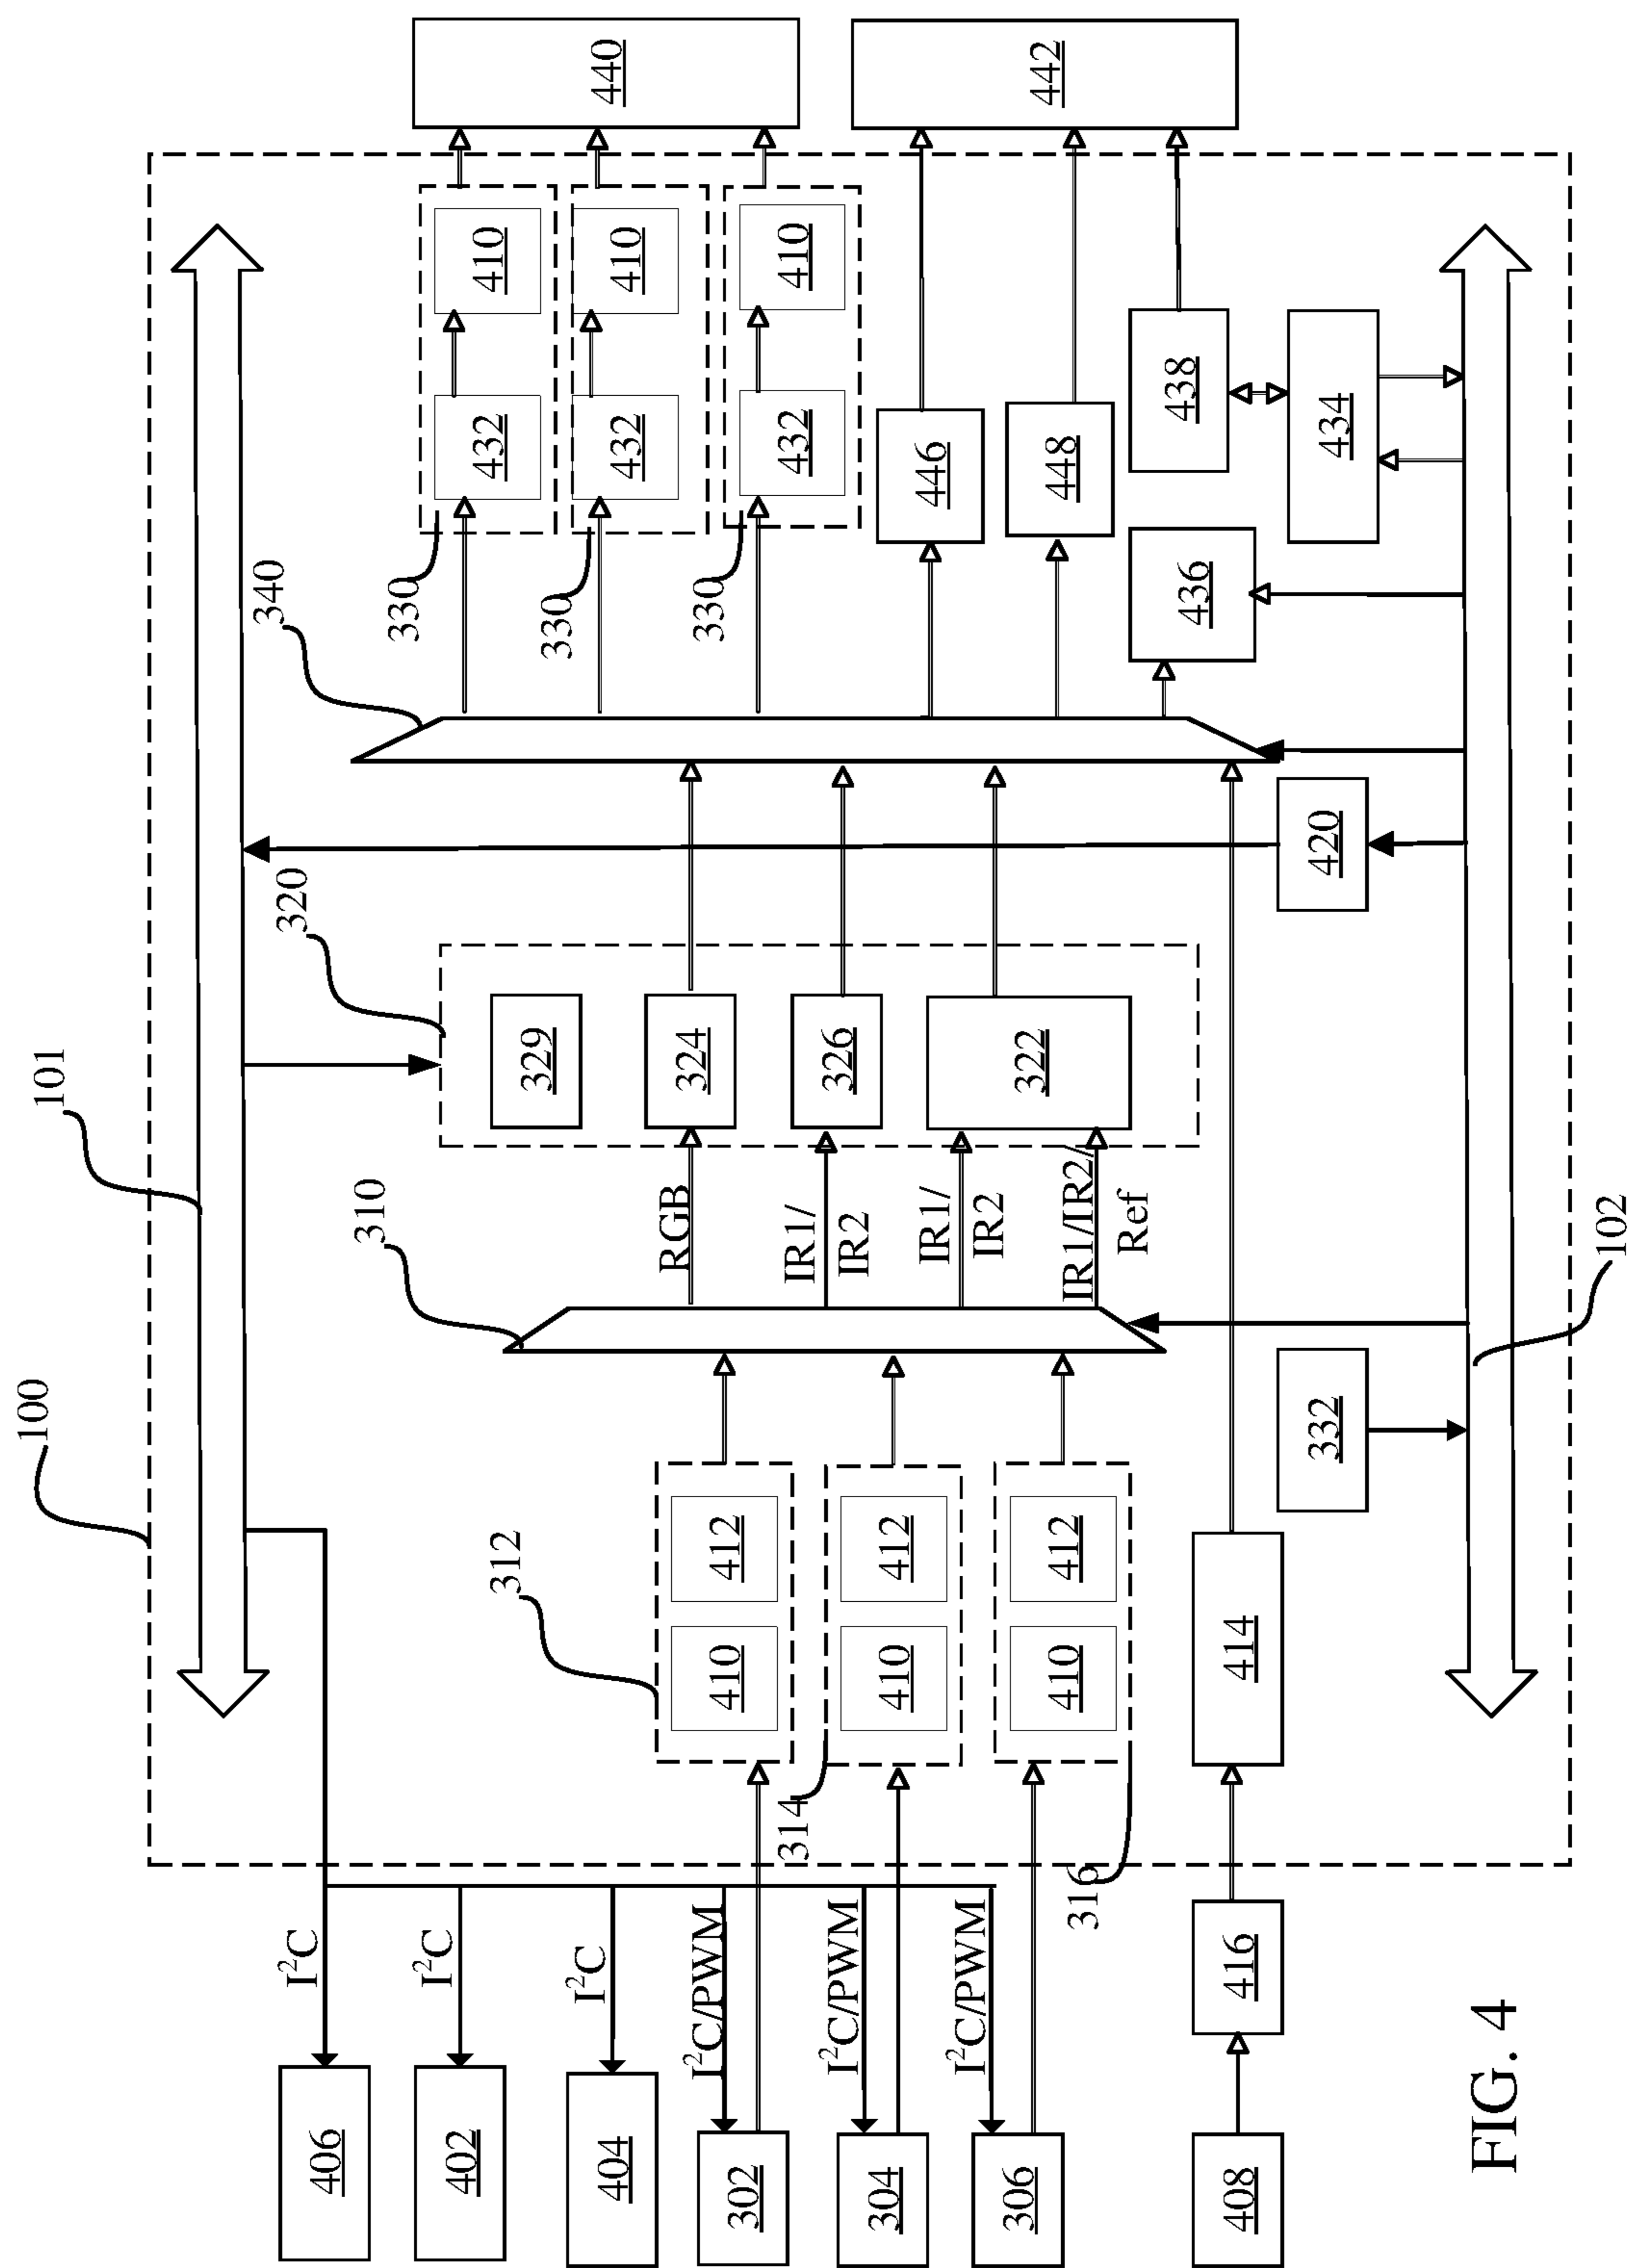 100
101
340
320
310
312
314
316
330
330
330
102
I²C
I²C
I²C
I²C/PWM
I²C/PWM
I²C/PWM
406
402
404
302
304
306
408
416
410 412
410 412
410 412
414
332
RGB
IR1/
IR2
IR1/
IR2
IR1/IR2/
Ref
329
324
326
322
420
432 410
432 410
432 410
446
448
436
438
434
440
442
FIG. 4